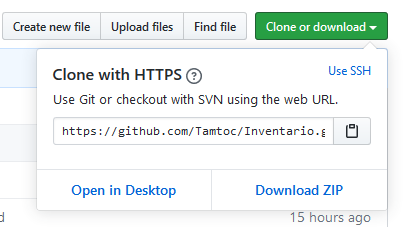 Create new file Upload files Find file Clone or download
Clone with HTTPS ? Use SSH
Use Git or checkout with SVN using the web URL.
https://github.com/Tamtoc/Inventario.g
Open in Desktop Download ZIP
d 15 hours ago